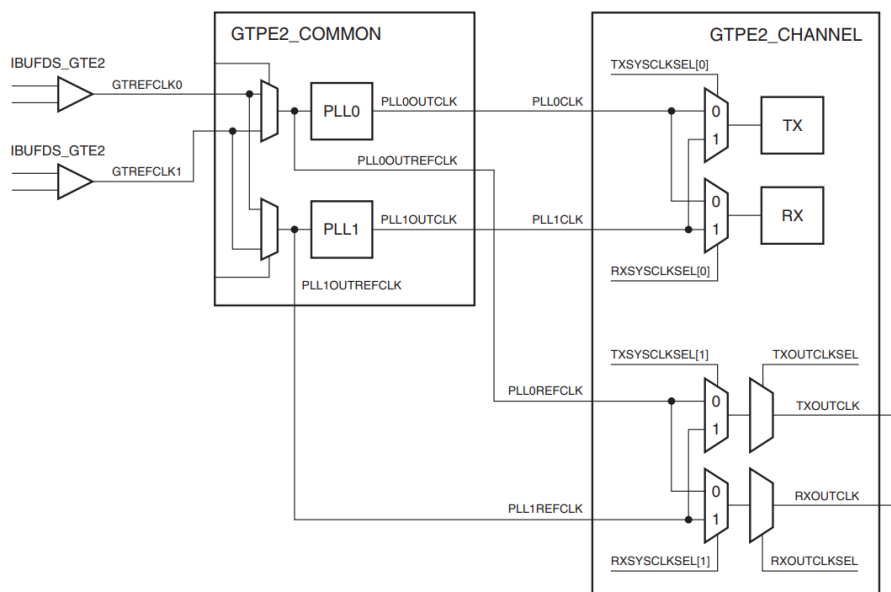 GTPE2_COMMON
GTPE2_CHANNEL
IBUFDS_GTE2
GTREFCLK0
TXSYSCLKSEL[0]
PLL0
PLL0OUTCLK
PLL0CLK
0
1
TX
IBUFDS_GTE2
GTREFCLK1
PLL0OUTREFCLK
PLL1
PLL1OUTCLK
PLL1CLK
0
1
RX
PLL1OUTREFCLK
RXSYSCLKSEL[0]
TXSYSCLKSEL[1]
TXOUTCLKSEL
PLL0REFCLK
0
1
TXOUTCLK
PLL1REFCLK
0
1
RXOUTCLK
RXSYSCLKSEL[1]
RXOUTCLKSEL